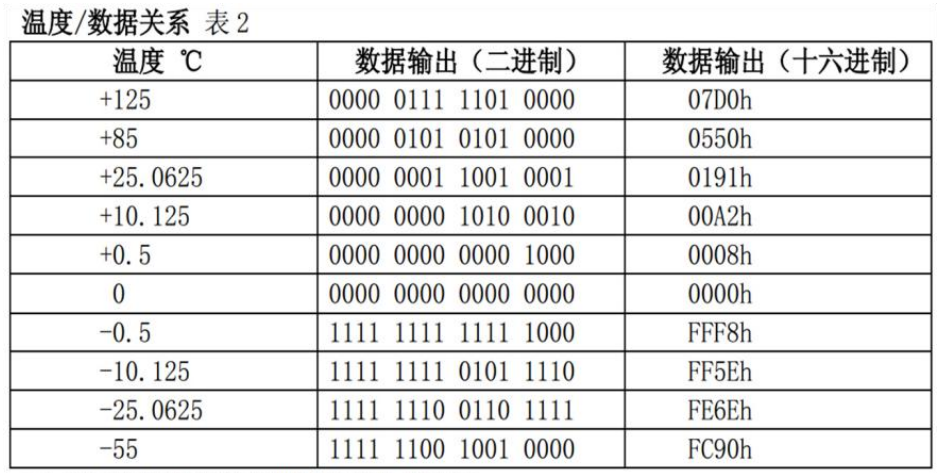 温度/数据关系 表 2
温度 ℃ 数据输出（二进制） 数据输出（十六进制）
+125 0000 0111 1101 0000 07D0h
+85 0000 0101 0101 0000 0550h
+25.0625 0000 0001 1001 0001 0191h
+10.125 0000 0000 1010 0010 00A2h
+0.5 0000 0000 0000 1000 0008h
0 0000 0000 0000 0000 0000h
-0.5 1111 1111 1111 1000 FFF8h
-10.125 1111 1111 0101 1110 FF5Eh
-25.0625 1111 1110 0110 1111 FE6Eh
-55 1111 1100 1001 0000 FC90h